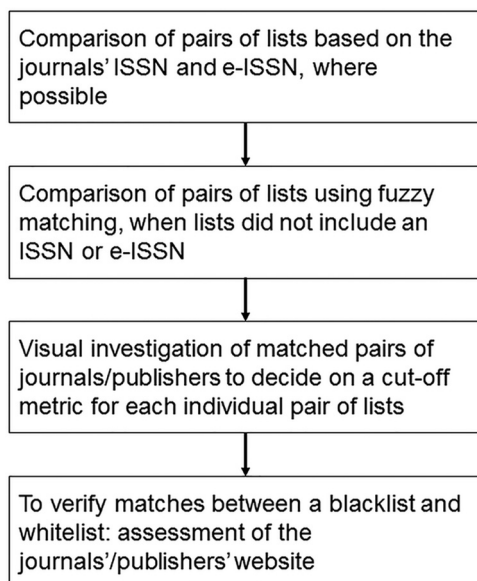 Comparison of pairs of lists based on the
journals' ISSN and e-ISSN, where
possible
Comparison of pairs of lists using fuzzy
matching, when lists did not include an
ISSN or e-ISSN
Visual investigation of matched pairs of
journals/publishers to decide on a cut-off
metric for each individual pair of lists
To verify matches between a blacklist and
whitelist: assessment of the
journals'/publishers' website